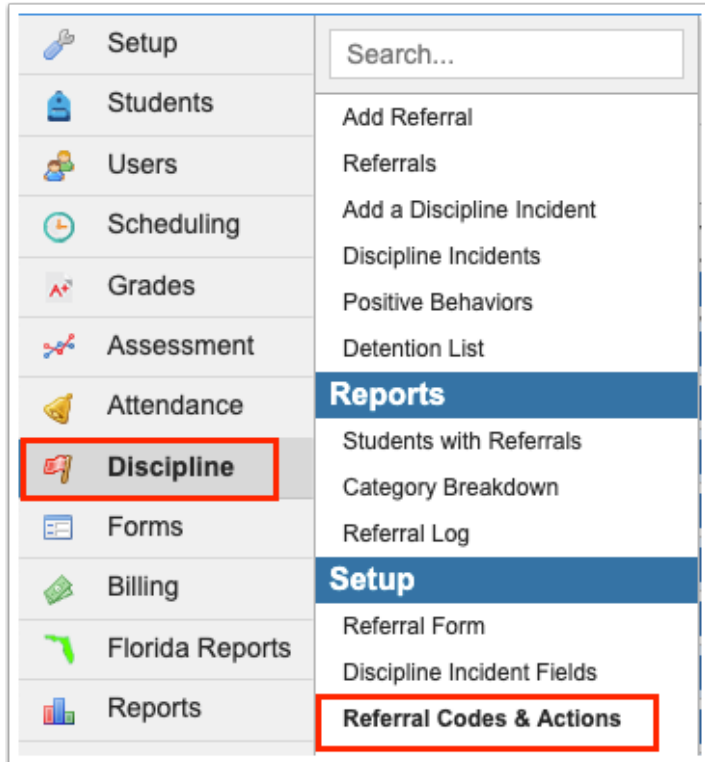 Setup
Students
Users
Scheduling
Grades
Assessment
Attendance
Discipline
Forms
Billing
Florida Reports
Reports
Search...
Add Referral
Referrals
Add a Discipline Incident
Discipline Incidents
Positive Behaviors
Detention List
Reports
Students with Referrals
Category Breakdown
Referral Log
Setup
Referral Form
Discipline Incident Fields
Referral Codes & Actions